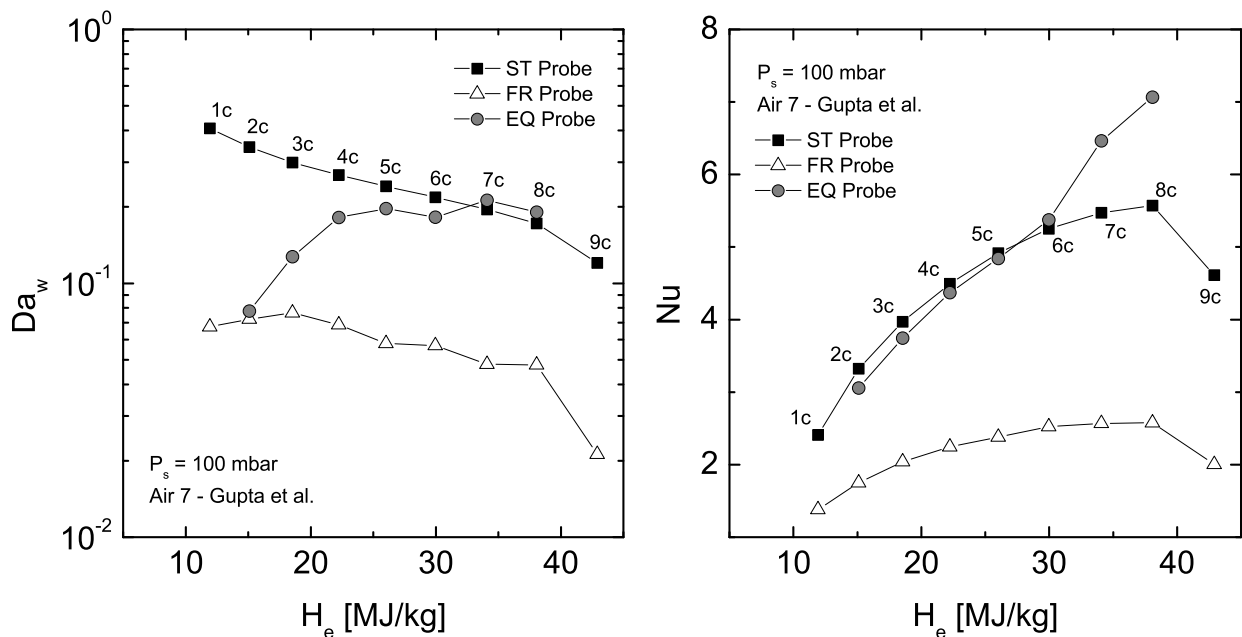 10⁰
10⁻¹
10⁻²
Da_w
ST Probe
FR Probe
EQ Probe
1c
2c
3c
4c
5c
6c
7c
8c
9c
P_s = 100 mbar
Air 7 - Gupta et al.
10 20 30 40
H_e [MJ/kg]
8
6
4
2
Nu
P_s = 100 mbar
Air 7 - Gupta et al.
ST Probe
FR Probe
EQ Probe
1c
2c
3c
4c
5c
6c
7c
8c
9c
10 20 30 40
H_e [MJ/kg]